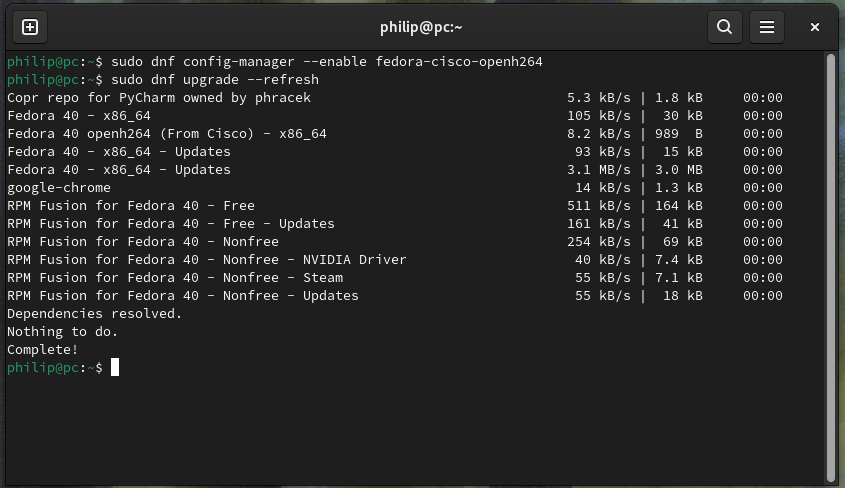 philip@pc:~
philip@pc:~$ sudo dnf config-manager --enable fedora-cisco-openh264
philip@pc:~$ sudo dnf upgrade --refresh
Copr repo for PyCharm owned by phracek 5.3 kB/s | 1.8 kB 00:00
Fedora 40 - x86_64 105 kB/s | 30 kB 00:00
Fedora 40 openh264 (From Cisco) - x86_64 8.2 kB/s | 989 B 00:00
Fedora 40 - x86_64 - Updates 93 kB/s | 15 kB 00:00
Fedora 40 - x86_64 - Updates 3.1 MB/s | 3.0 MB 00:00
google-chrome 14 kB/s | 1.3 kB 00:00
RPM Fusion for Fedora 40 - Free 511 kB/s | 164 kB 00:00
RPM Fusion for Fedora 40 - Free - Updates 161 kB/s | 41 kB 00:00
RPM Fusion for Fedora 40 - Nonfree 254 kB/s | 69 kB 00:00
RPM Fusion for Fedora 40 - Nonfree - NVIDIA Driver 40 kB/s | 7.4 kB 00:00
RPM Fusion for Fedora 40 - Nonfree - Steam 55 kB/s | 7.1 kB 00:00
RPM Fusion for Fedora 40 - Nonfree - Updates 55 kB/s | 18 kB 00:00
Dependencies resolved.
Nothing to do.
Complete!
philip@pc:~$